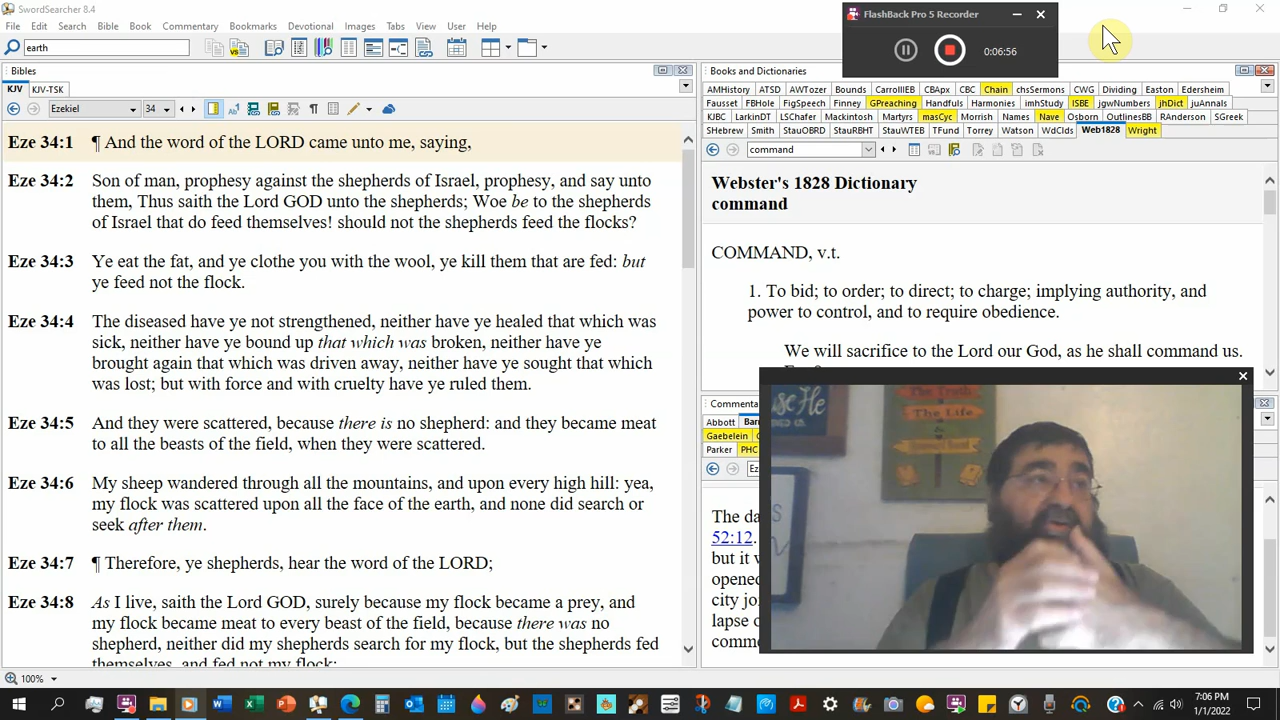 SwordSearcher 8.4
File Edit Search Bibles Book Commentary Bookmarks Devotional Images Tabs View User Help
earth
FlashBack Pro 5 Recorder
0:06:56
Bibles
KJV KJV-TSK
Ezekiel 34:1
Eze 34:1 ¶ And the word of the LORD came unto me, saying,
Eze 34:2 Son of man, prophesy against the shepherds of Israel, prophesy, and say unto
them, Thus saith the Lord GOD unto the shepherds; Woe be to the shepherds
of Israel that do feed themselves! should not the shepherds feed the flocks?
Eze 34:3 Ye eat the fat, and ye clothe you with the wool, ye kill them that are fed: but
ye feed not the flock.
Eze 34:4 The diseased have ye not strengthened, neither have ye healed that which was
sick, neither have ye bound up that which was broken, neither have ye
brought again that which was driven away, neither have ye sought that which
was lost; but with force and with cruelty have ye ruled them.
Eze 34:5 And they were scattered, because there is no shepherd: and they became meat
to all the beasts of the field, when they were scattered.
Eze 34:6 My sheep wandered through all the mountains, and upon every high hill: yea,
my flock was scattered upon all the face of the earth, and none did search or
seek after them.
Eze 34:7 ¶ Therefore, ye shepherds, hear the word of the LORD;
Eze 34:8 As I live, saith the Lord GOD, surely because my flock became a prey, and
my flock became meat to every beast of the field, because there was no
shepherd, neither did my shepherds search for my flock, but the shepherds fed
themselves, and fed not my flock;
100%
Books and Dictionaries
AMHistory ATSD AWTozer Bounds CarrollEB CBApx CBC Chain chsSermons CWG Dividing Edersheim
Fausset FBHole FigSpeech Finney GPreaching Handfuls Harmonies imhStudy ISBE jgwNumbers jhDict juAnnals
KJBC LarkinDT LSChafer Mackintosh Martyrs masCyc Morrish Names Nave Osborn OutlinesBB RAnderson SGreek
SHebrew Smith StauOBRD StauRBHT StauWTEB TFund Torrey Watson WdClds Web1828 Wright
command
Webster's 1828 Dictionary
command
COMMAND, v.t.
1. To bid; to order; to direct; to charge; implying authority, and
power to control, and to require obedience.
We will sacrifice to the Lord our God, as he shall command us.
Commenta
Abbott Bar
Gaebelein
Parker PHC
Ez
The da
52:12.
but it v
opened
city jo
lapse o
comm
use He
The Truth
The Life
7:06 PM
1/1/2022